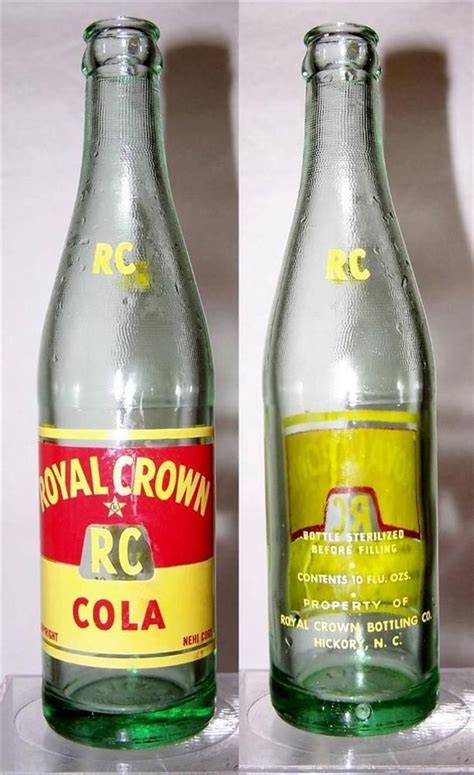 RC
ROYAL CROWN
RC
COLA
NEHI CORP.
RC
BOTTLE STERILIZED
BEFORE FILLING
CONTENTS 10 FLU. OZS.
PROPERTY OF
ROYAL CROWN BOTTLING CO.
HICKORY, N. C.